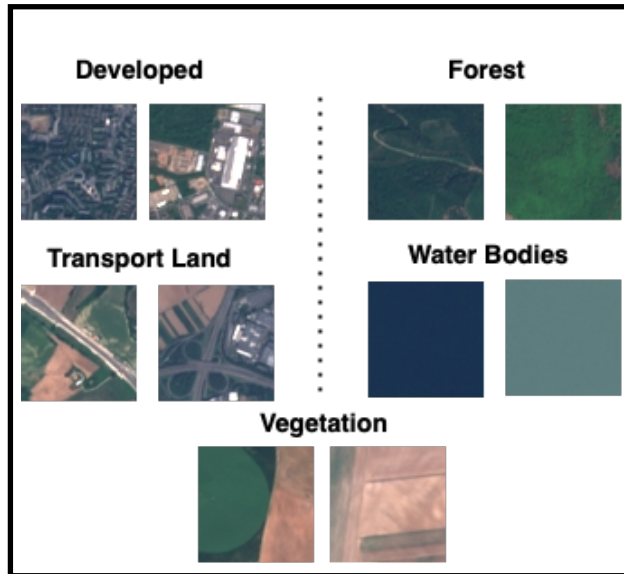 Developed
Forest
Transport Land
Water Bodies
Vegetation